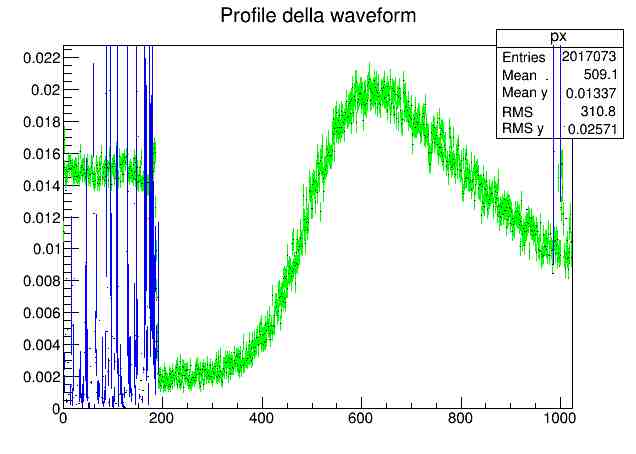 Profile della waveform
px
Entries 2017073
Mean . 509.1
Mean y 0.01337
RMS 310.8
RMS y 0.02571
0.022
0.02
0.018
0.016
0.014
0.012
0.01
0.008
0.006
0.004
0.002
0
0 200 400 600 800 1000